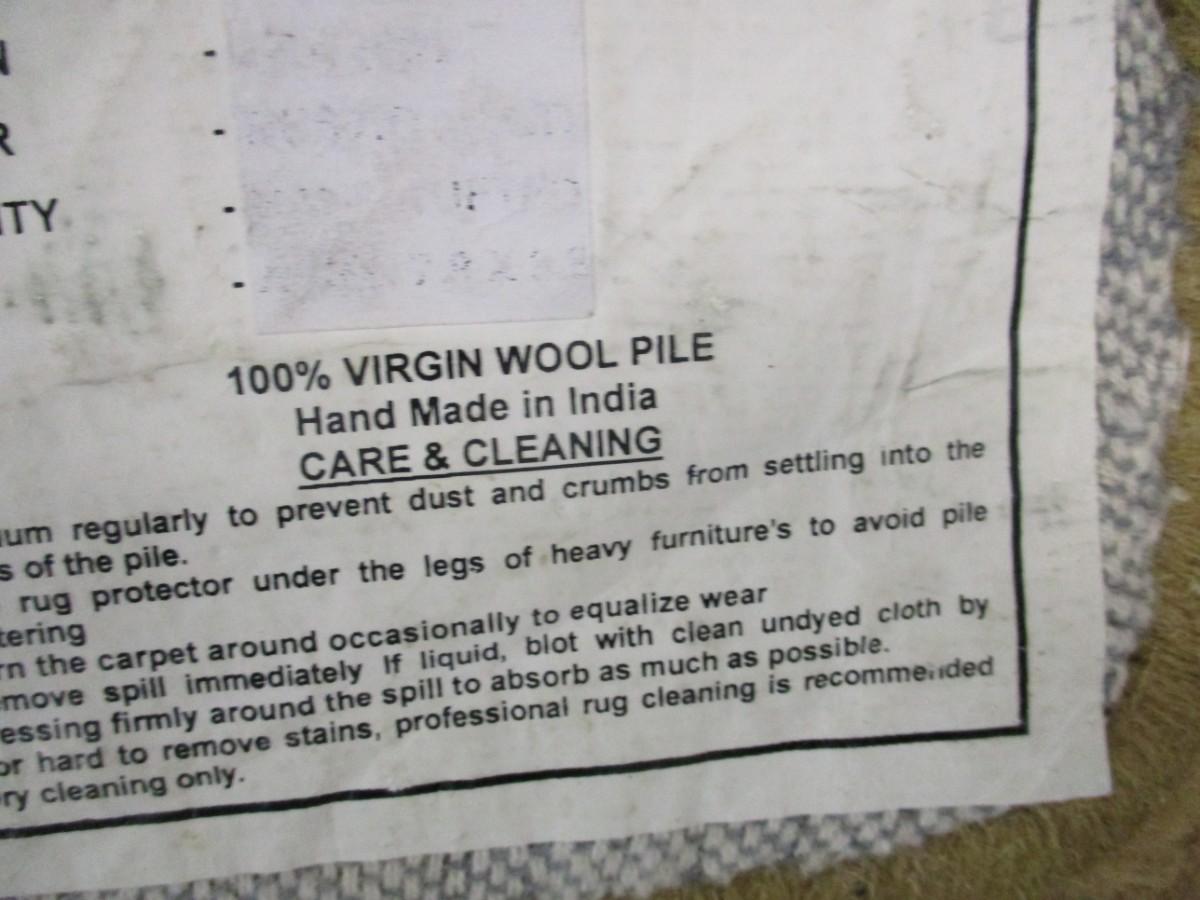 N -
R -
ITY -
-
100% VIRGIN WOOL PILE
Hand Made in India
CARE & CLEANING
uum regularly to prevent dust and crumbs from settling into the
s of the pile.
rug protector under the legs of heavy furniture's to avoid pile
tering
rn the carpet around occasionally to equalize wear
move spill immediately If liquid, blot with clean undyed cloth by
essing firmly around the spill to absorb as much as possible.
or hard to remove stains, professional rug cleaning is recommended
ry cleaning only.